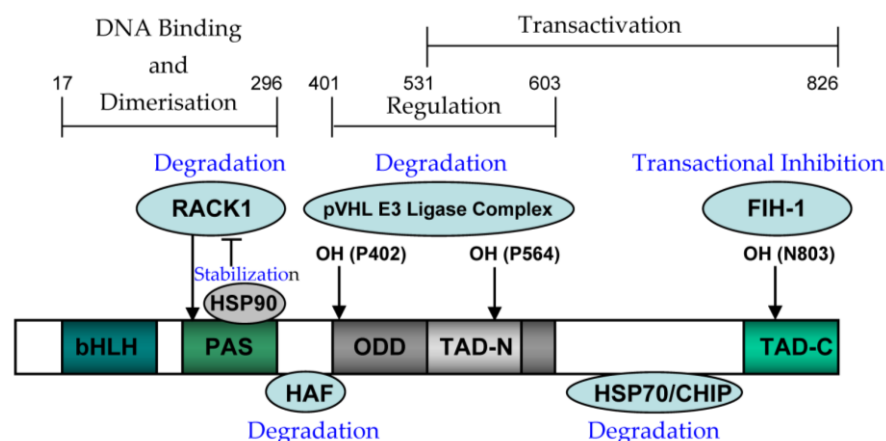 DNA Binding
and
Dimerisation
Transactivation
17
296
401
531
603
826
Regulation
Degradation
Degradation
Transactional Inhibition
RACK1
pVHL E3 Ligase Complex
FIH-1
OH (P402)
OH (P564)
OH (N803)
Stabilization
HSP90
bHLH
PAS
ODD
TAD-N
TAD-C
HAF
HSP70/CHIP
Degradation
Degradation